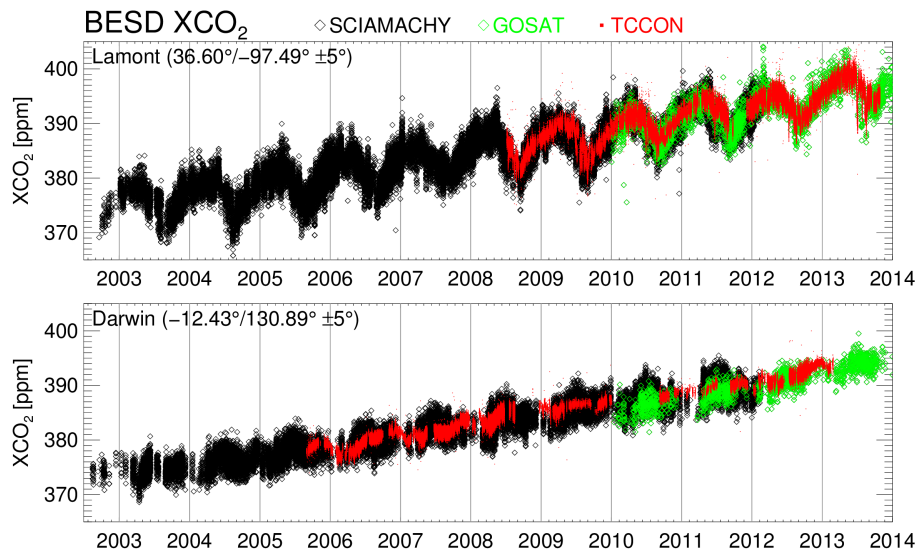 BESD XCO₂ SCIAMACHY GOSAT TCCON
Lamont (36.60°/−97.49° ±5°)
XCO₂ [ppm]
400
390
380
370
2003 2004 2005 2006 2007 2008 2009 2010 2011 2012 2013 2014
Darwin (−12.43°/130.89° ±5°)
XCO₂ [ppm]
400
390
380
370
2003 2004 2005 2006 2007 2008 2009 2010 2011 2012 2013 2014